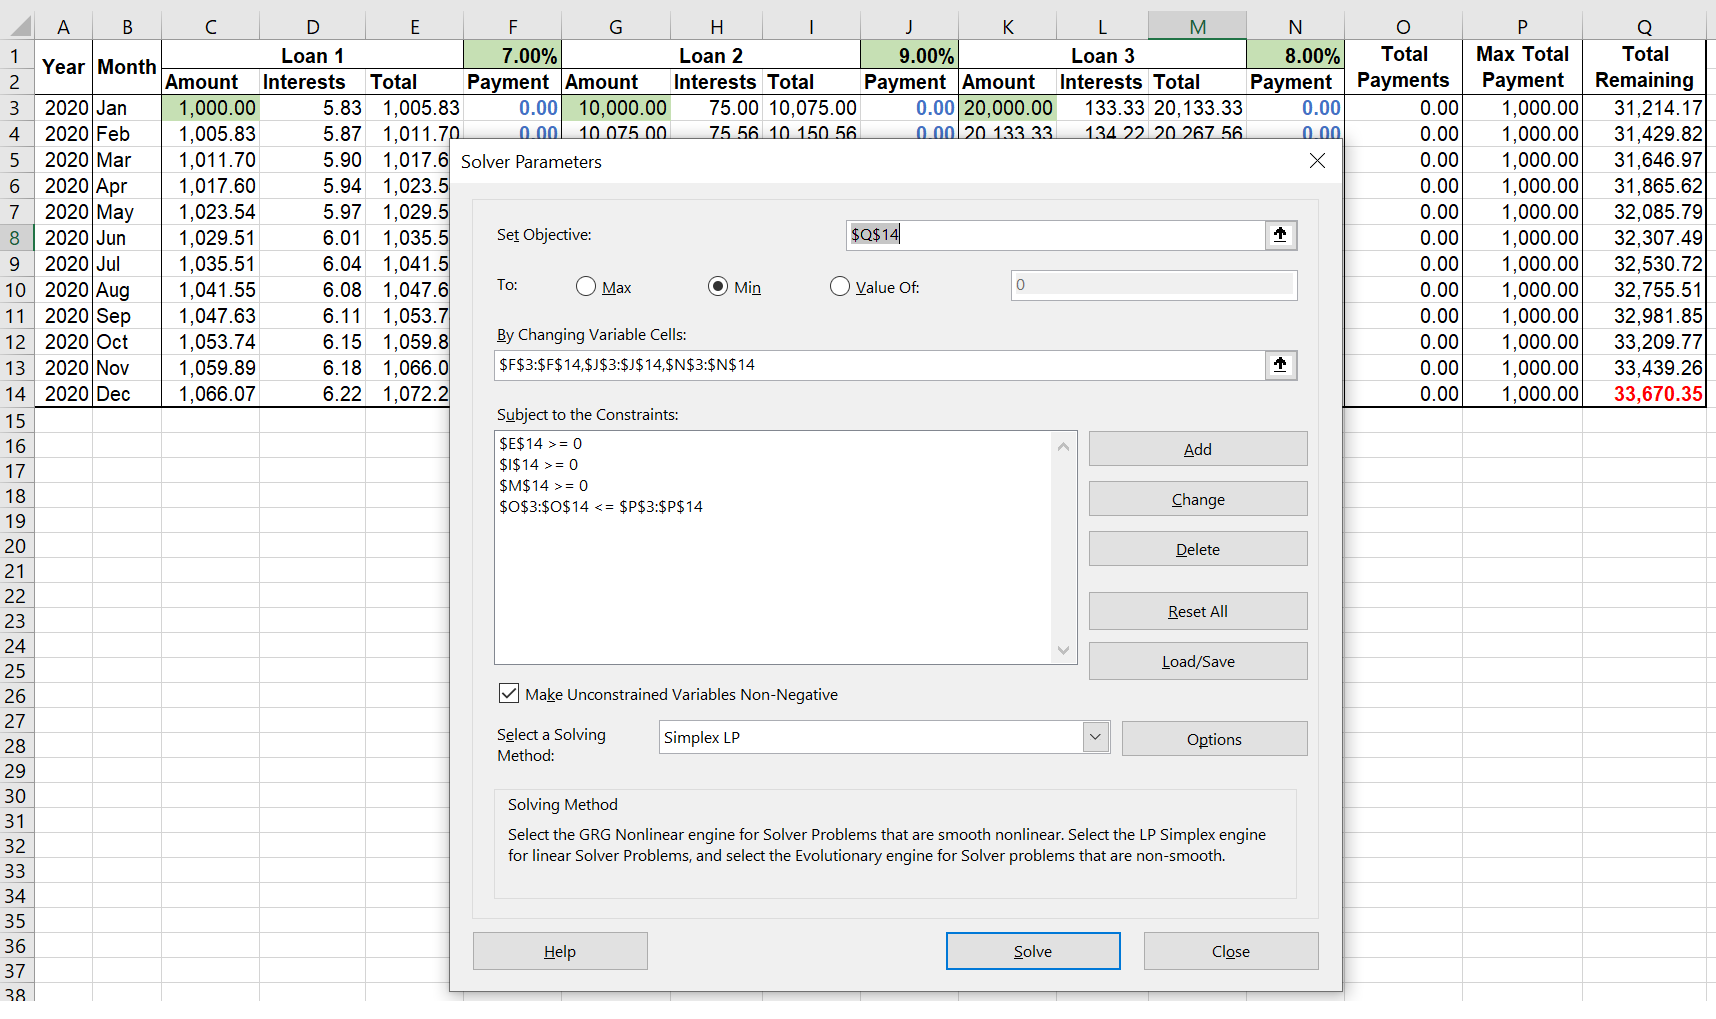 A B C D E F G H I J K L M N O P Q
1 Year Month Loan 1 7.00% Loan 2 9.00% Loan 3 8.00% Total Payments Max Total Payment Total Remaining
2 Amount Interests Total Payment Amount Interests Total Payment Amount Interests Total Payment
3 2020 Jan 1,000.00 5.83 1,005.83 0.00 10,000.00 75.00 10,075.00 0.00 20,000.00 133.33 20,133.33 0.00 0.00 1,000.00 31,214.17
4 2020 Feb 1,005.83 5.87 1,011.70 0.00 10,075.00 75.56 10,150.56 0.00 20,133.33 134.22 20,267.56 0.00 0.00 1,000.00 31,429.82
5 2020 Mar 1,011.70 5.90 1,017.6 0.00 1,000.00 31,646.97
6 2020 Apr 1,017.60 5.94 1,023.5 0.00 1,000.00 31,865.62
7 2020 May 1,023.54 5.97 1,029.5 0.00 1,000.00 32,085.79
8 2020 Jun 1,029.51 6.01 1,035.5 0.00 1,000.00 32,307.49
9 2020 Jul 1,035.51 6.04 1,041.5 0.00 1,000.00 32,530.72
10 2020 Aug 1,041.55 6.08 1,047.6 0.00 1,000.00 32,755.51
11 2020 Sep 1,047.63 6.11 1,053.7 0.00 1,000.00 32,981.85
12 2020 Oct 1,053.74 6.15 1,059.8 0.00 1,000.00 33,209.77
13 2020 Nov 1,059.89 6.18 1,066.0 0.00 1,000.00 33,439.26
14 2020 Dec 1,066.07 6.22 1,072.2 0.00 1,000.00 33,670.35
15
16
17
18
19
20
21
22
23
24
25
26
27
28
29
30
31
32
33
34
35
36
37
38
Solver Parameters
Set Objective: $Q$14
To: Max Min Value Of: 0
By Changing Variable Cells:
$F$3:$F$14,$J$3:$J$14,$N$3:$N$14
Subject to the Constraints:
$E$14 >= 0
$I$14 >= 0
$M$14 >= 0
$O$3:$O$14 <= $P$3:$P$14
Add
Change
Delete
Reset All
Load/Save
Make Unconstrained Variables Non-Negative
Select a Solving
Method:
Simplex LP
Options
Solving Method
Select the GRG Nonlinear engine for Solver Problems that are smooth nonlinear. Select the LP Simplex engine
for linear Solver Problems, and select the Evolutionary engine for Solver problems that are non-smooth.
Help Solve Close